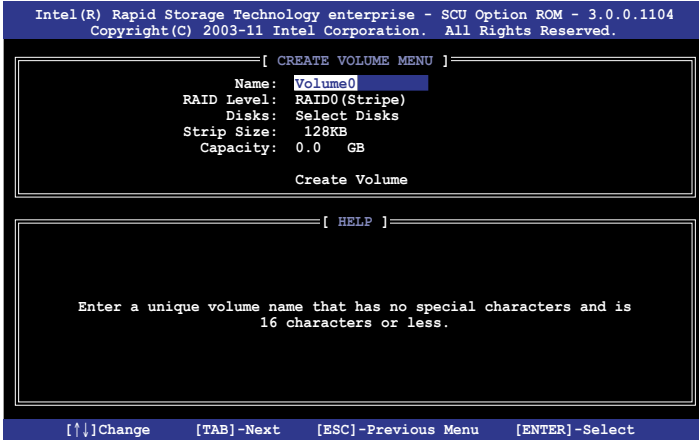 Intel(R) Rapid Storage Technology enterprise - SCU Option ROM - 3.0.0.1104
Copyright(C) 2003-11 Intel Corporation. All Rights Reserved.
[ CREATE VOLUME MENU ]
Name: Volume0
RAID Level: RAID0(Stripe)
Disks: Select Disks
Strip Size: 128KB
Capacity: 0.0 GB
Create Volume
[ HELP ]
Enter a unique volume name that has no special characters and is
16 characters or less.
[↑↓]Change [TAB]-Next [ESC]-Previous Menu [ENTER]-Select